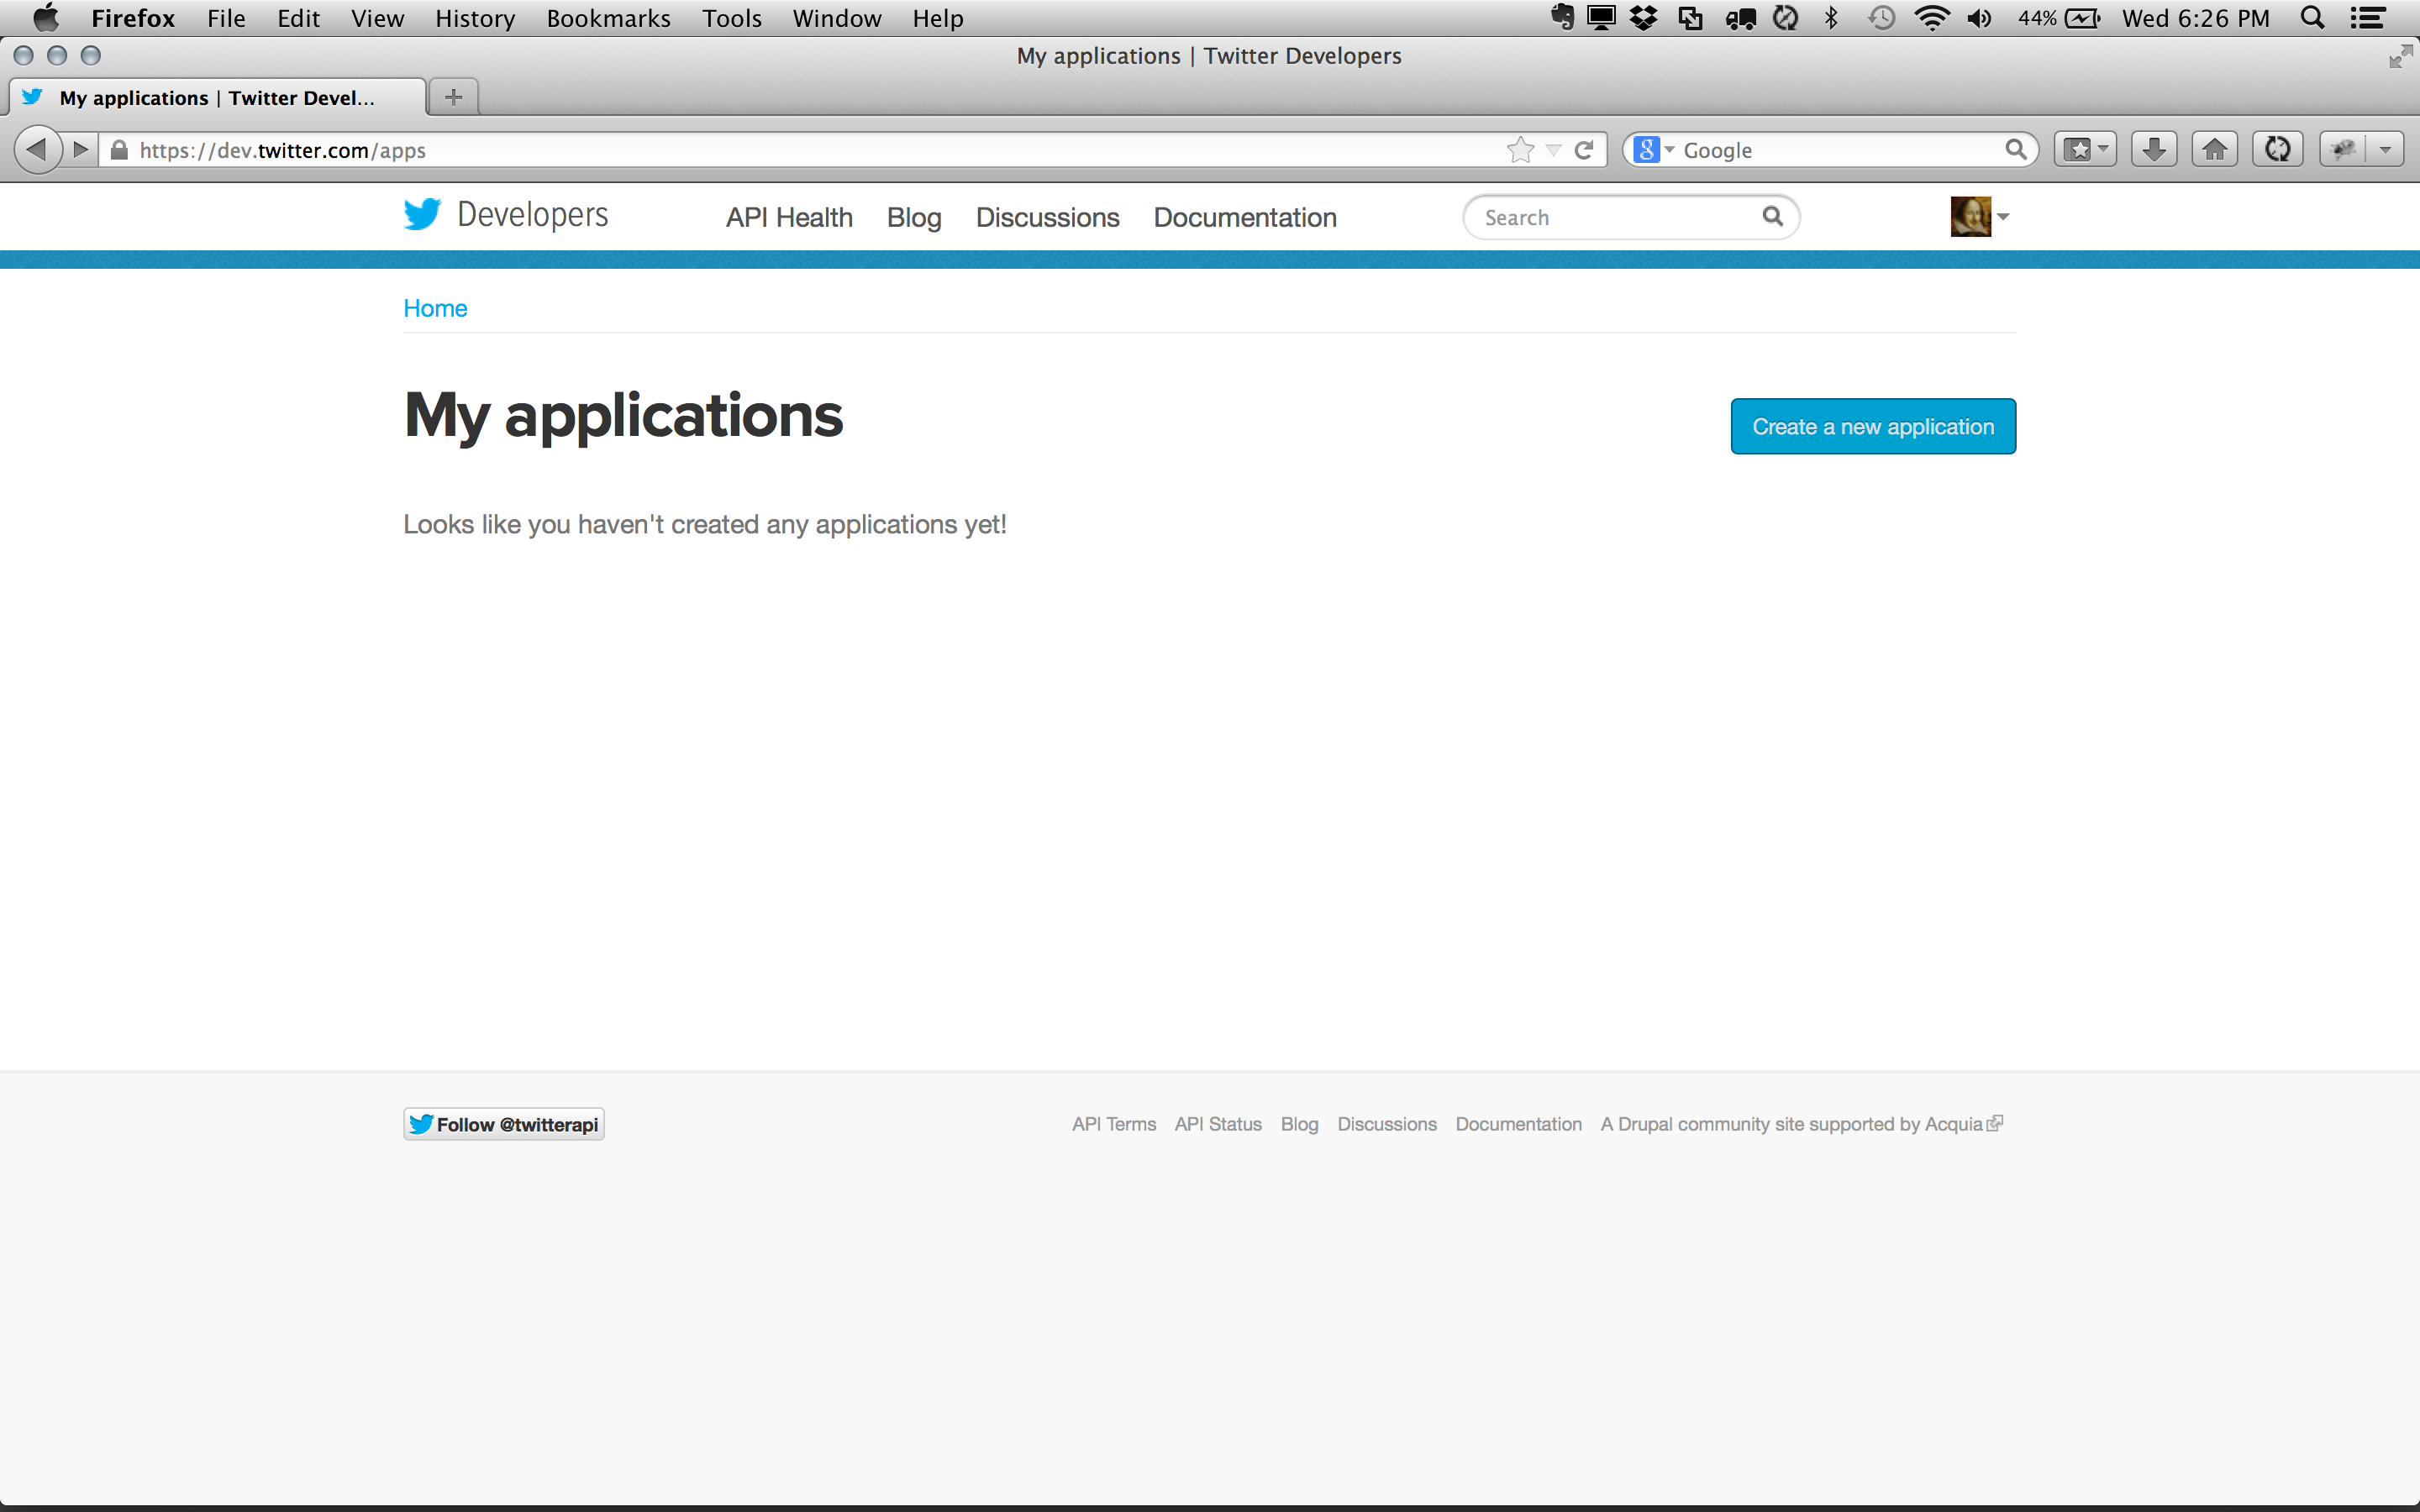 Firefox File Edit View History Bookmarks Tools Window Help 44% Wed 6:26 PM
My applications | Twitter Developers
My applications | Twitter Devel...
https://dev.twitter.com/apps Google
Developers API Health Blog Discussions Documentation Search
Home
My applications Create a new application
Looks like you haven't created any applications yet!
Follow @twitterapi API Terms API Status Blog Discussions Documentation A Drupal community site supported by Acquia